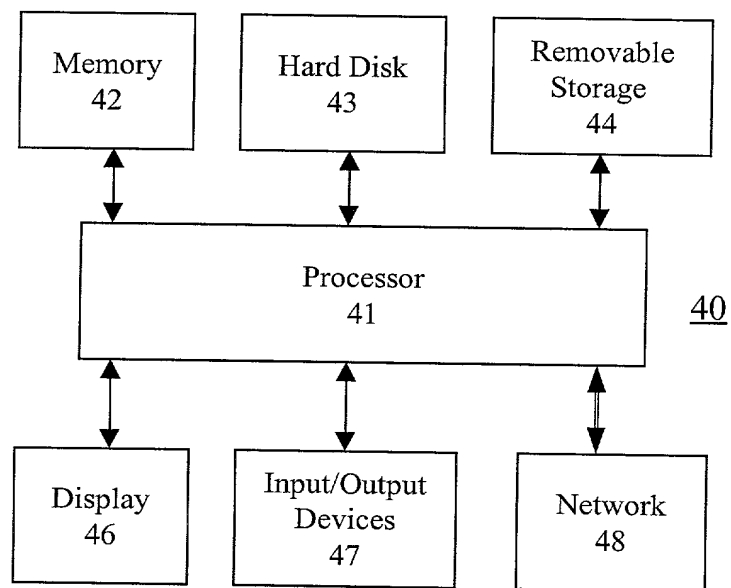 Memory
42
Hard Disk
43
Removable
Storage
44
Processor
41
40
Display
46
Input/Output
Devices
47
Network
48